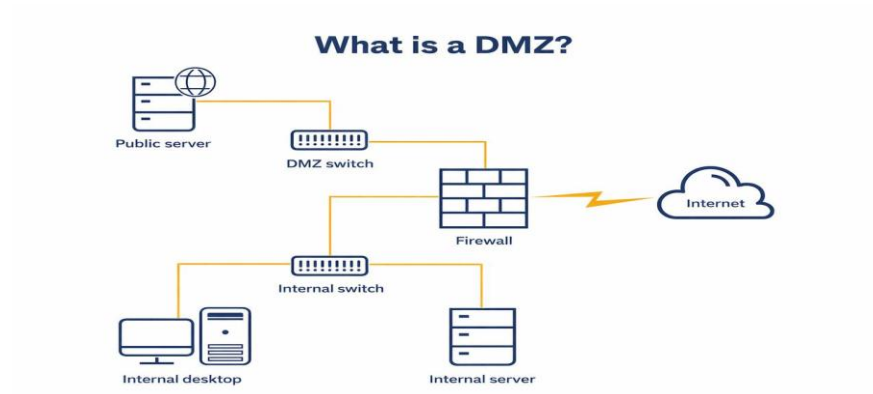 What is a DMZ?
Public server
DMZ switch
Internet
Firewall
Internal switch
Internal desktop
Internal server